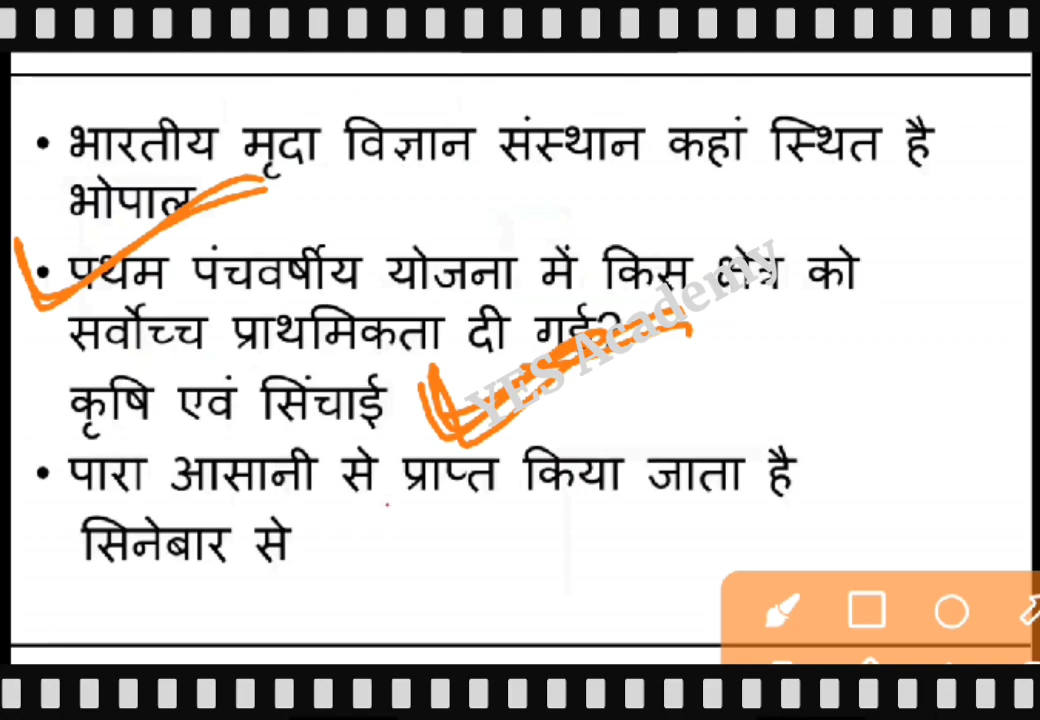 • भारतीय मृदा विज्ञान संस्थान कहां स्थित है
भोपाल
• प्रथम पंचवर्षीय योजना में किस क्षेत्र को
सर्वोच्च प्राथमिकता दी गई?
कृषि एवं सिंचाई
• पारा आसानी से प्राप्त किया जाता है
सिनेबार से
YES Academy